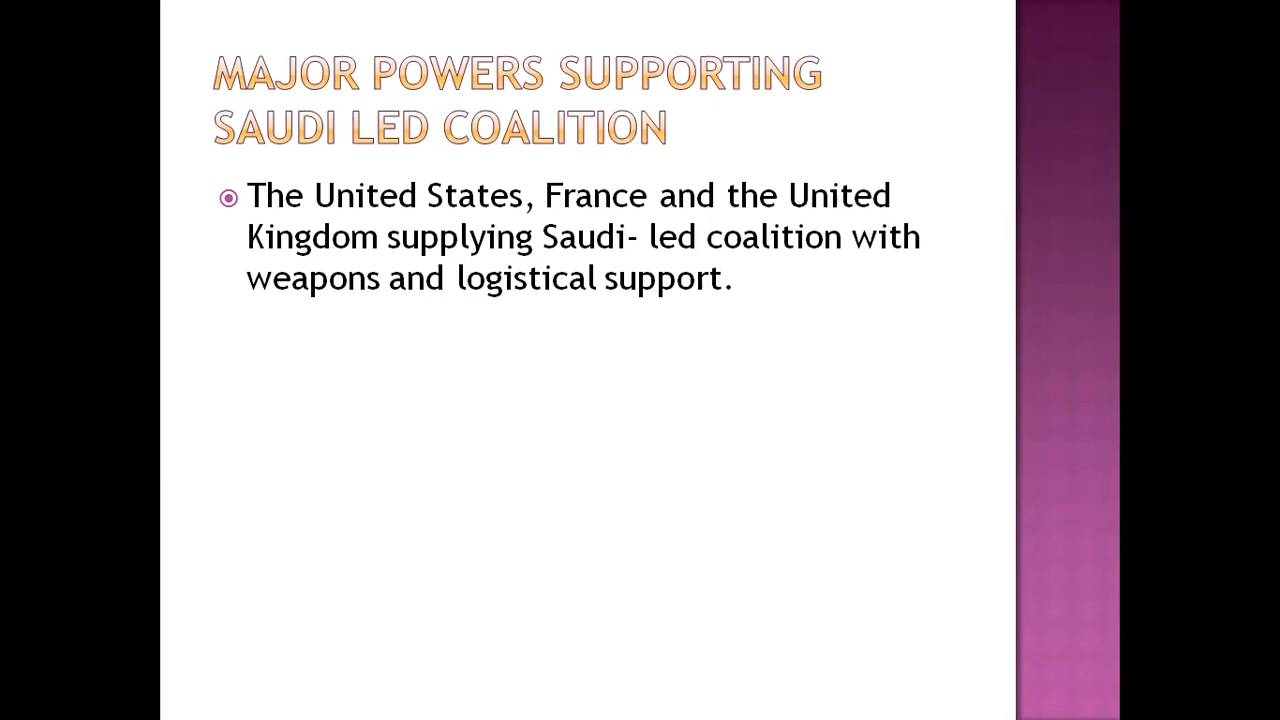 MAJOR POWERS SUPPORTING
SAUDI LED COALITION
The United States, France and the United
Kingdom supplying Saudi- led coalition with
weapons and logistical support.